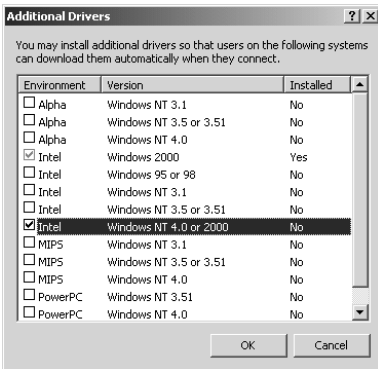 Additional Drivers
You may install additional drivers so that users on the following systems
can download them automatically when they connect.
Environment Version Installed
Alpha Windows NT 3.1 No
Alpha Windows NT 3.5 or 3.51 No
Alpha Windows NT 4.0 No
Intel Windows 2000 Yes
Intel Windows 95 or 98 No
Intel Windows NT 3.1 No
Intel Windows NT 3.5 or 3.51 No
Intel Windows NT 4.0 or 2000 No
MIPS Windows NT 3.1 No
MIPS Windows NT 3.5 or 3.51 No
MIPS Windows NT 4.0 No
PowerPC Windows NT 3.51 No
PowerPC Windows NT 4.0 No
OK Cancel